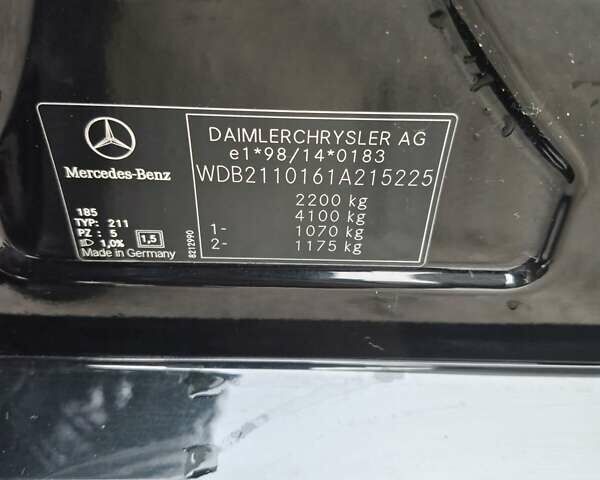 Mercedes-Benz
185
TYP: 211
PZ : 5
1,0% 1,5
Made in Germany
8212990
DAIMLERCHRYSLER AG
e1*98/14*0183
WDB2110161A215225
2200 kg
4100 kg
1- 1070 kg
2- 1175 kg